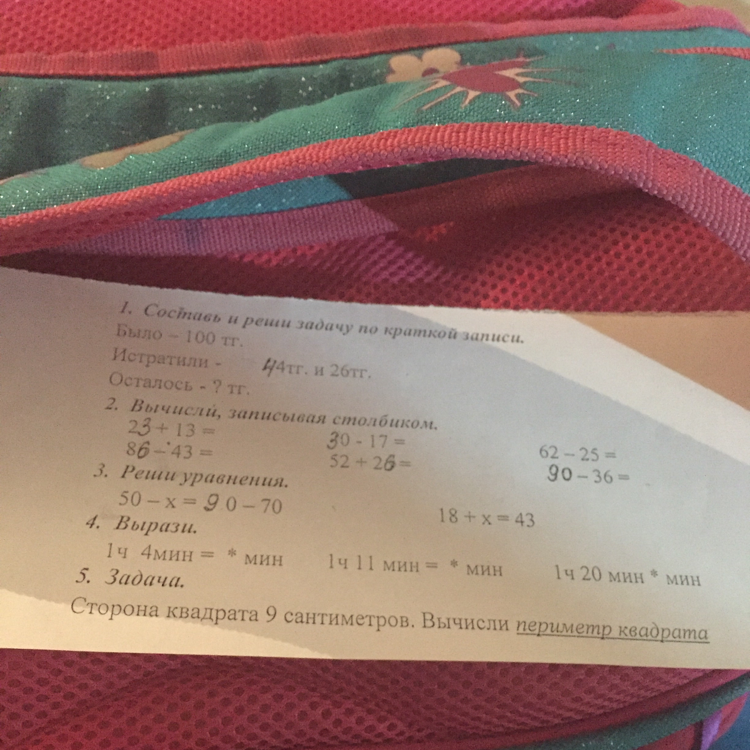 1. Составь и реши задачу по краткой записи.
Было – 100 тг.
Истратили - 44тг. и 26тг.
Осталось - ? тг.
2. Вычисли, записывая столбиком.
23 + 13 = 30 - 17 = 62 – 25 =
86 – 43 = 52 + 26 = 90 – 36 =
3. Реши уравнения.
50 – х = 9 0 – 70 18 + х = 43
4. Вырази.
1ч 4мин = * мин 1ч 11 мин = * мин 1ч 20 мин * мин
5. Задача.
Сторона квадрата 9 сантиметров. Вычисли периметр квадрата